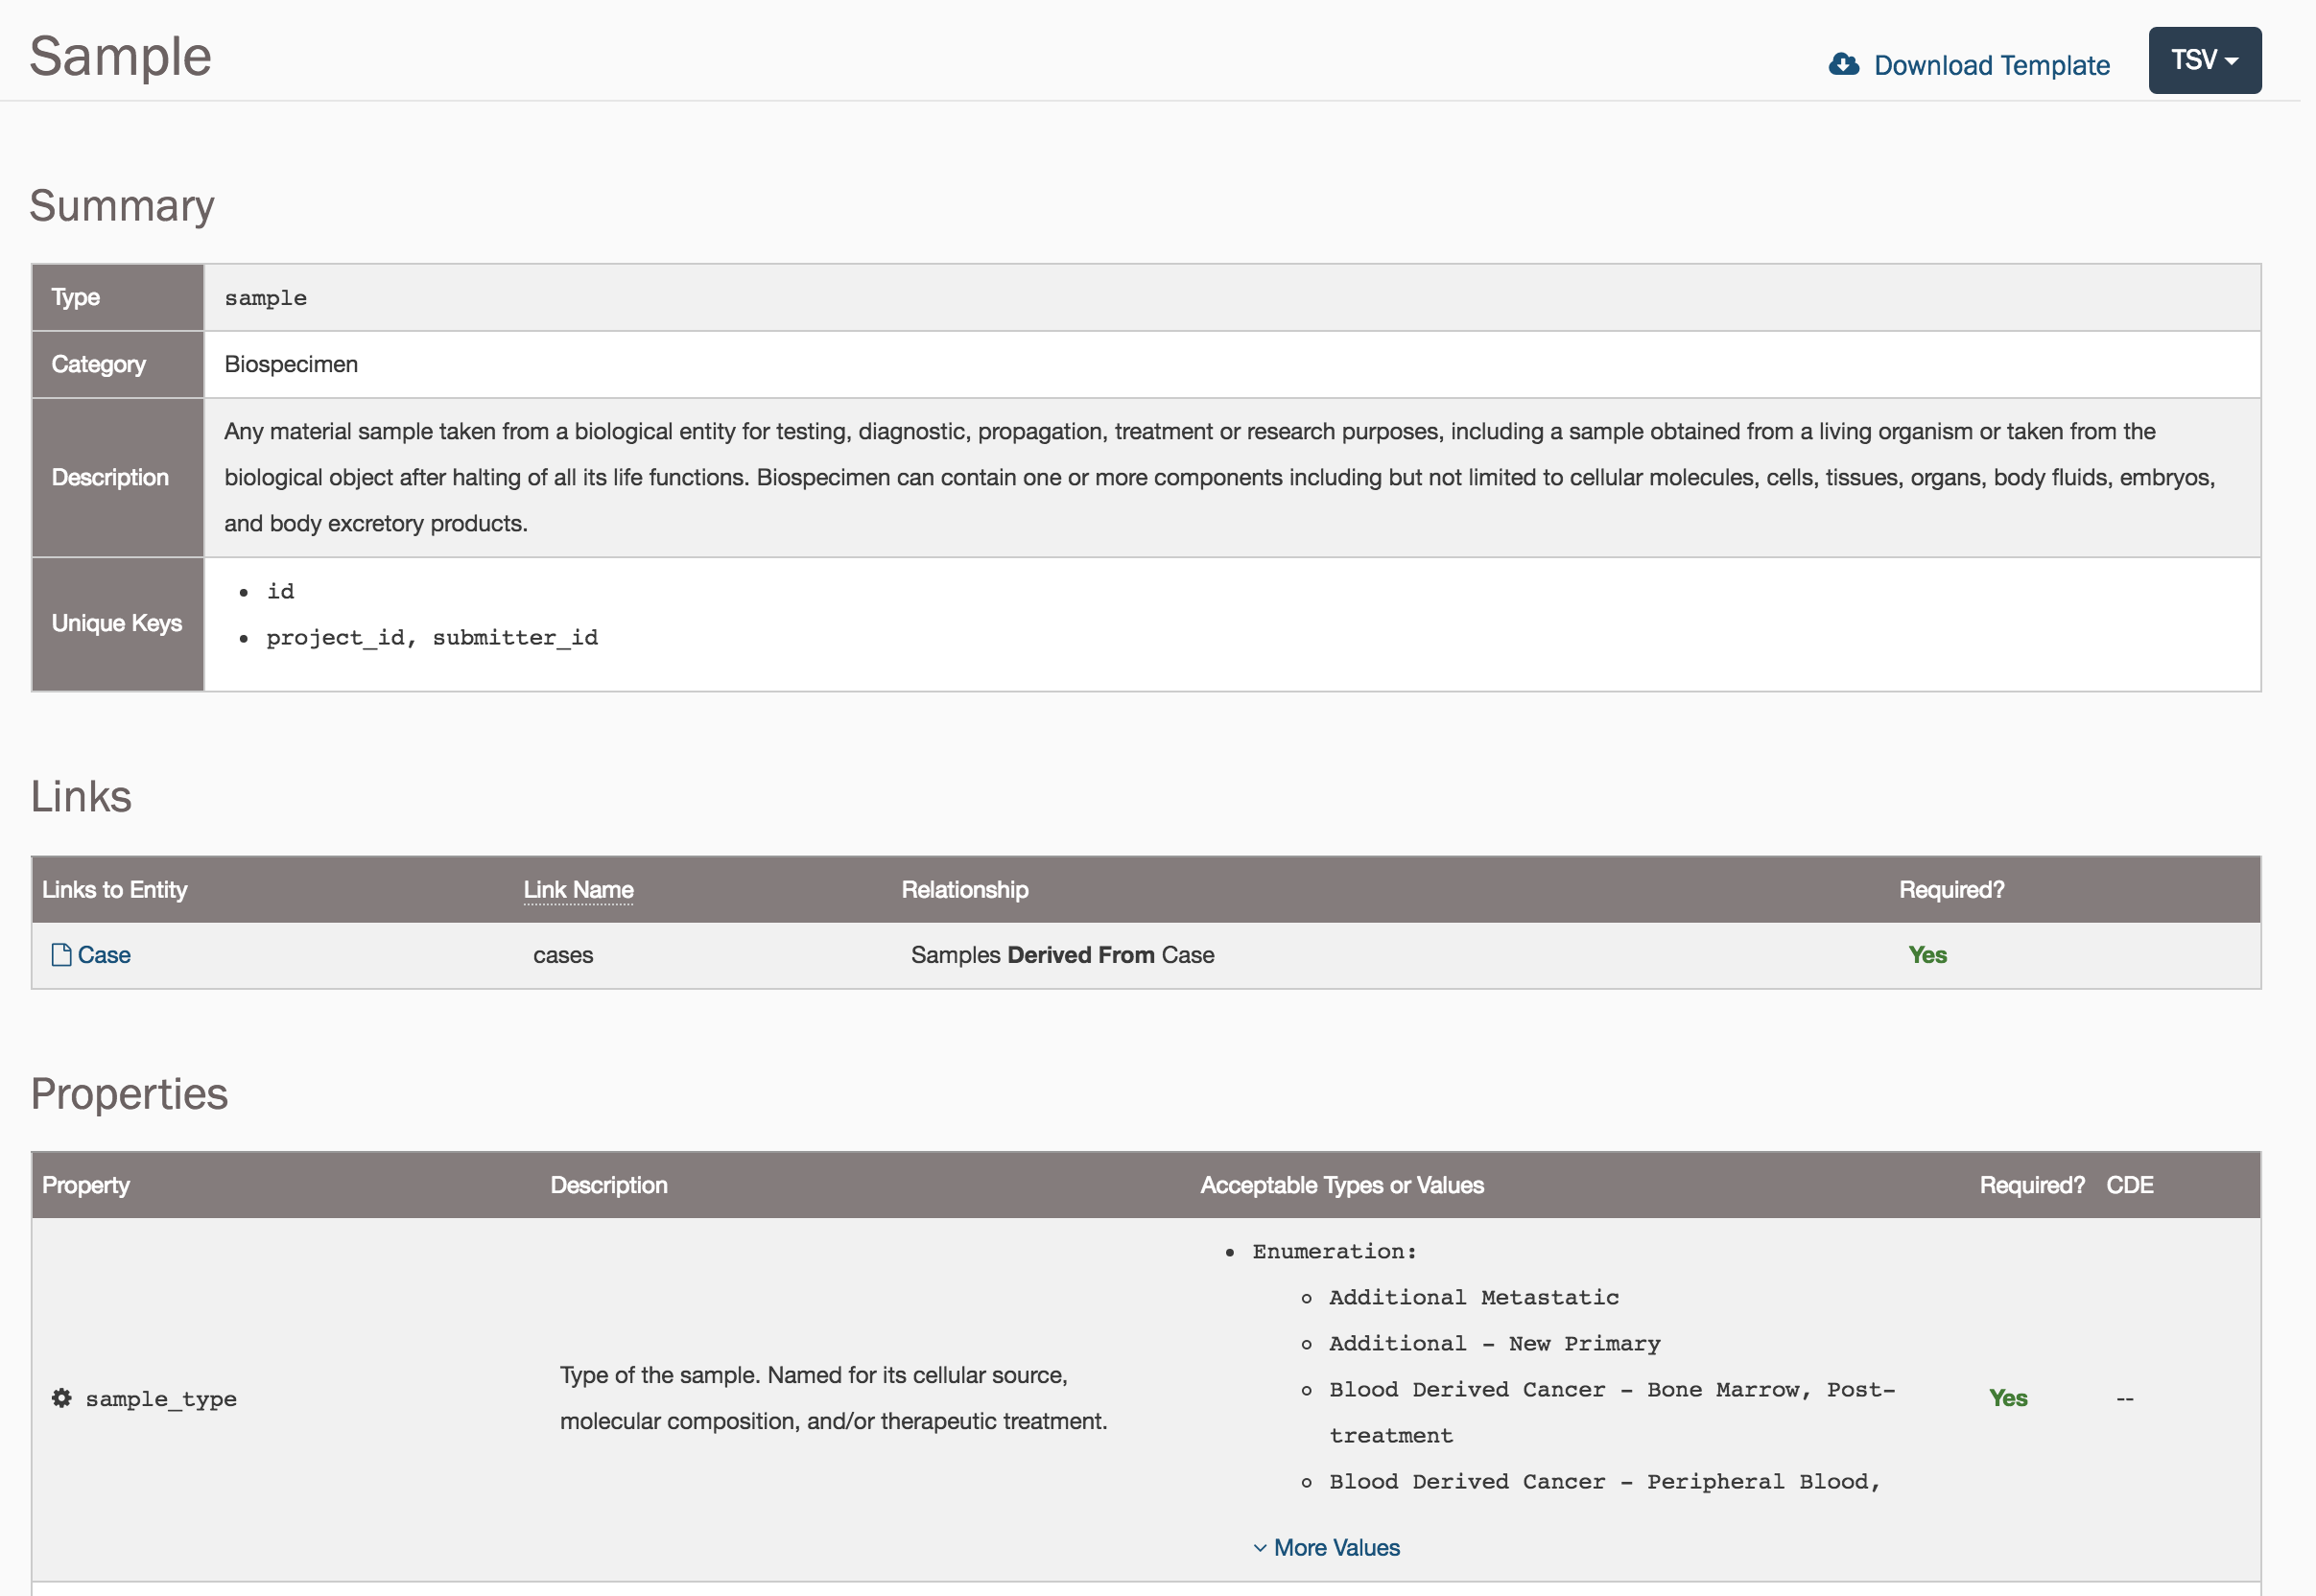 Sample
Download Template
TSV
Summary
Type
sample
Category
Biospecimen
Description
Any material sample taken from a biological entity for testing, diagnostic, propagation, treatment or research purposes, including a sample obtained from a living organism or taken from the
biological object after halting of all its life functions. Biospecimen can contain one or more components including but not limited to cellular molecules, cells, tissues, organs, body fluids, embryos,
and body excretory products.
Unique Keys
id
project_id, submitter_id
Links
Links to Entity Link Name Relationship Required?
Case cases Samples Derived From Case Yes
Properties
Property Description Acceptable Types or Values Required? CDE
sample_type
Type of the sample. Named for its cellular source,
molecular composition, and/or therapeutic treatment.
Enumeration:
Additional Metastatic
Additional - New Primary
Blood Derived Cancer - Bone Marrow, Post-
treatment
Blood Derived Cancer - Peripheral Blood,
More Values
Yes
--